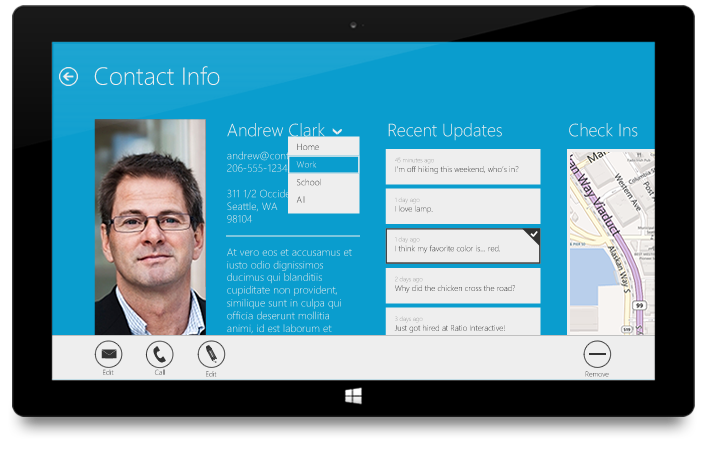 Contact Info
Andrew Clark
Home
Work
School
All
andrew@cont
206-555-1234
311 1/2 Occide
Seattle, WA
98104
At vero eos et accusamus et
iusto odio dignissimos
ducimus qui blanditiis
cupiditate non provident,
similique sunt in culpa qui
officia deserunt mollitia
animi, id est laborum et
Recent Updates
45 minutes ago
I'm off hiking this weekend, who's in?
1 day ago
I love lamp.
1 day ago
I think my favorite color is... red.
2 days ago
Why did the chicken cross the road?
3 days ago
Just got hired at Ratio Interactive!
Check Ins
Alaskan Way Viaduct
Western Ave
Columbia S
Post
Alaskan Way S
99
99
Edit
Call
Edit
Remove